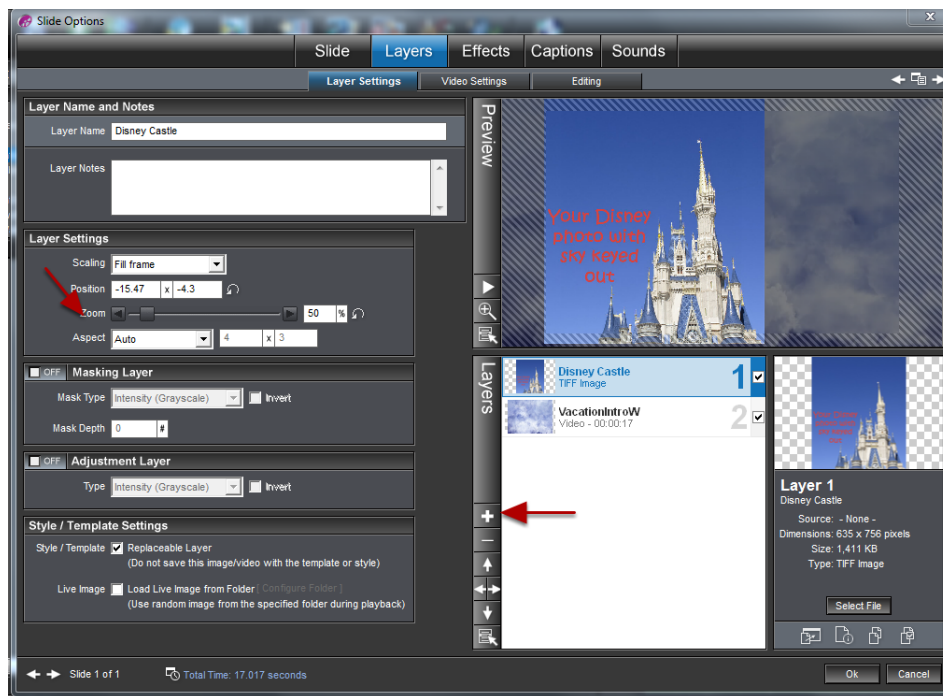 Slide Options
x
Slide Layers Effects Captions Sounds
Layer Settings Video Settings Editing
Layer Name and Notes
Layer Name Disney Castle
Layer Notes
Layer Settings
Scaling Fill frame
Position -15.47 x -4.3
Zoom 50 %
Aspect Auto 4 x 3
OFF Masking Layer
Mask Type Intensity (Grayscale) Invert
Mask Depth 0 #
OFF Adjustment Layer
Type Intensity (Grayscale) Invert
Style / Template Settings
Style / Template Replaceable Layer
(Do not save this image/video with the template or style)
Live Image Load Live Image from Folder [ Configure Folder ]
(Use random image from the specified folder during playback)
Preview
Your Disney
photo with
sky keyed
out
Layers
Disney Castle
TIFF Image
1
VacationIntroW
Video - 00:00:17
2
Your Disney
photo with
sky keyed
out
Layer 1
Disney Castle
Source: - None -
Dimensions: 635 x 756 pixels
Size: 1,411 KB
Type: TIFF Image
Select File
Slide 1 of 1 Total Time: 17.017 seconds
Ok Cancel